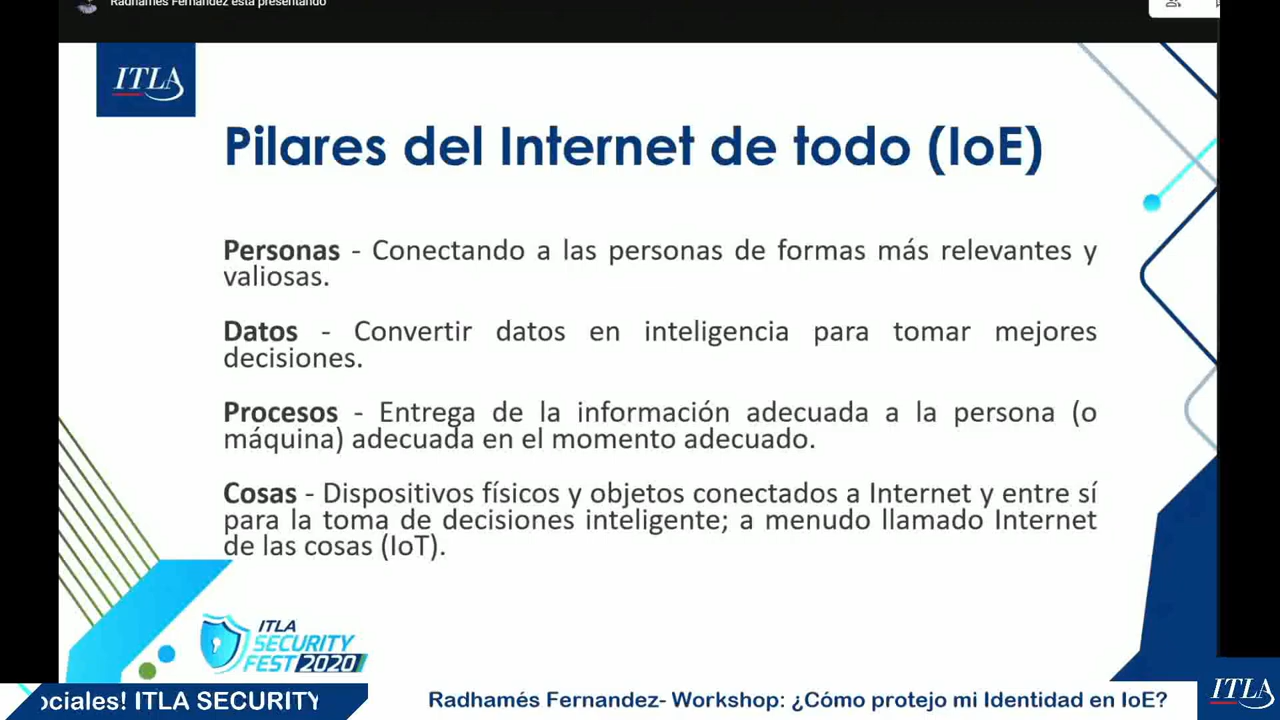 Radhamés Fernandez está presentando
ITLA
Pilares del Internet de todo (IoE)
Personas - Conectando a las personas de formas más relevantes y
valiosas.
Datos - Convertir datos en inteligencia para tomar mejores
decisiones.
Procesos - Entrega de la información adecuada a la persona (o
máquina) adecuada en el momento adecuado.
Cosas - Dispositivos físicos y objetos conectados a Internet y entre sí
para la toma de decisiones inteligente; a menudo llamado Internet
de las cosas (IoT).
ITLA
SECURITY
FEST 2020
ociales! ITLA SECURITY
Radhamés Fernandez- Workshop: ¿Cómo protejo mi Identidad en IoE?
ITLA